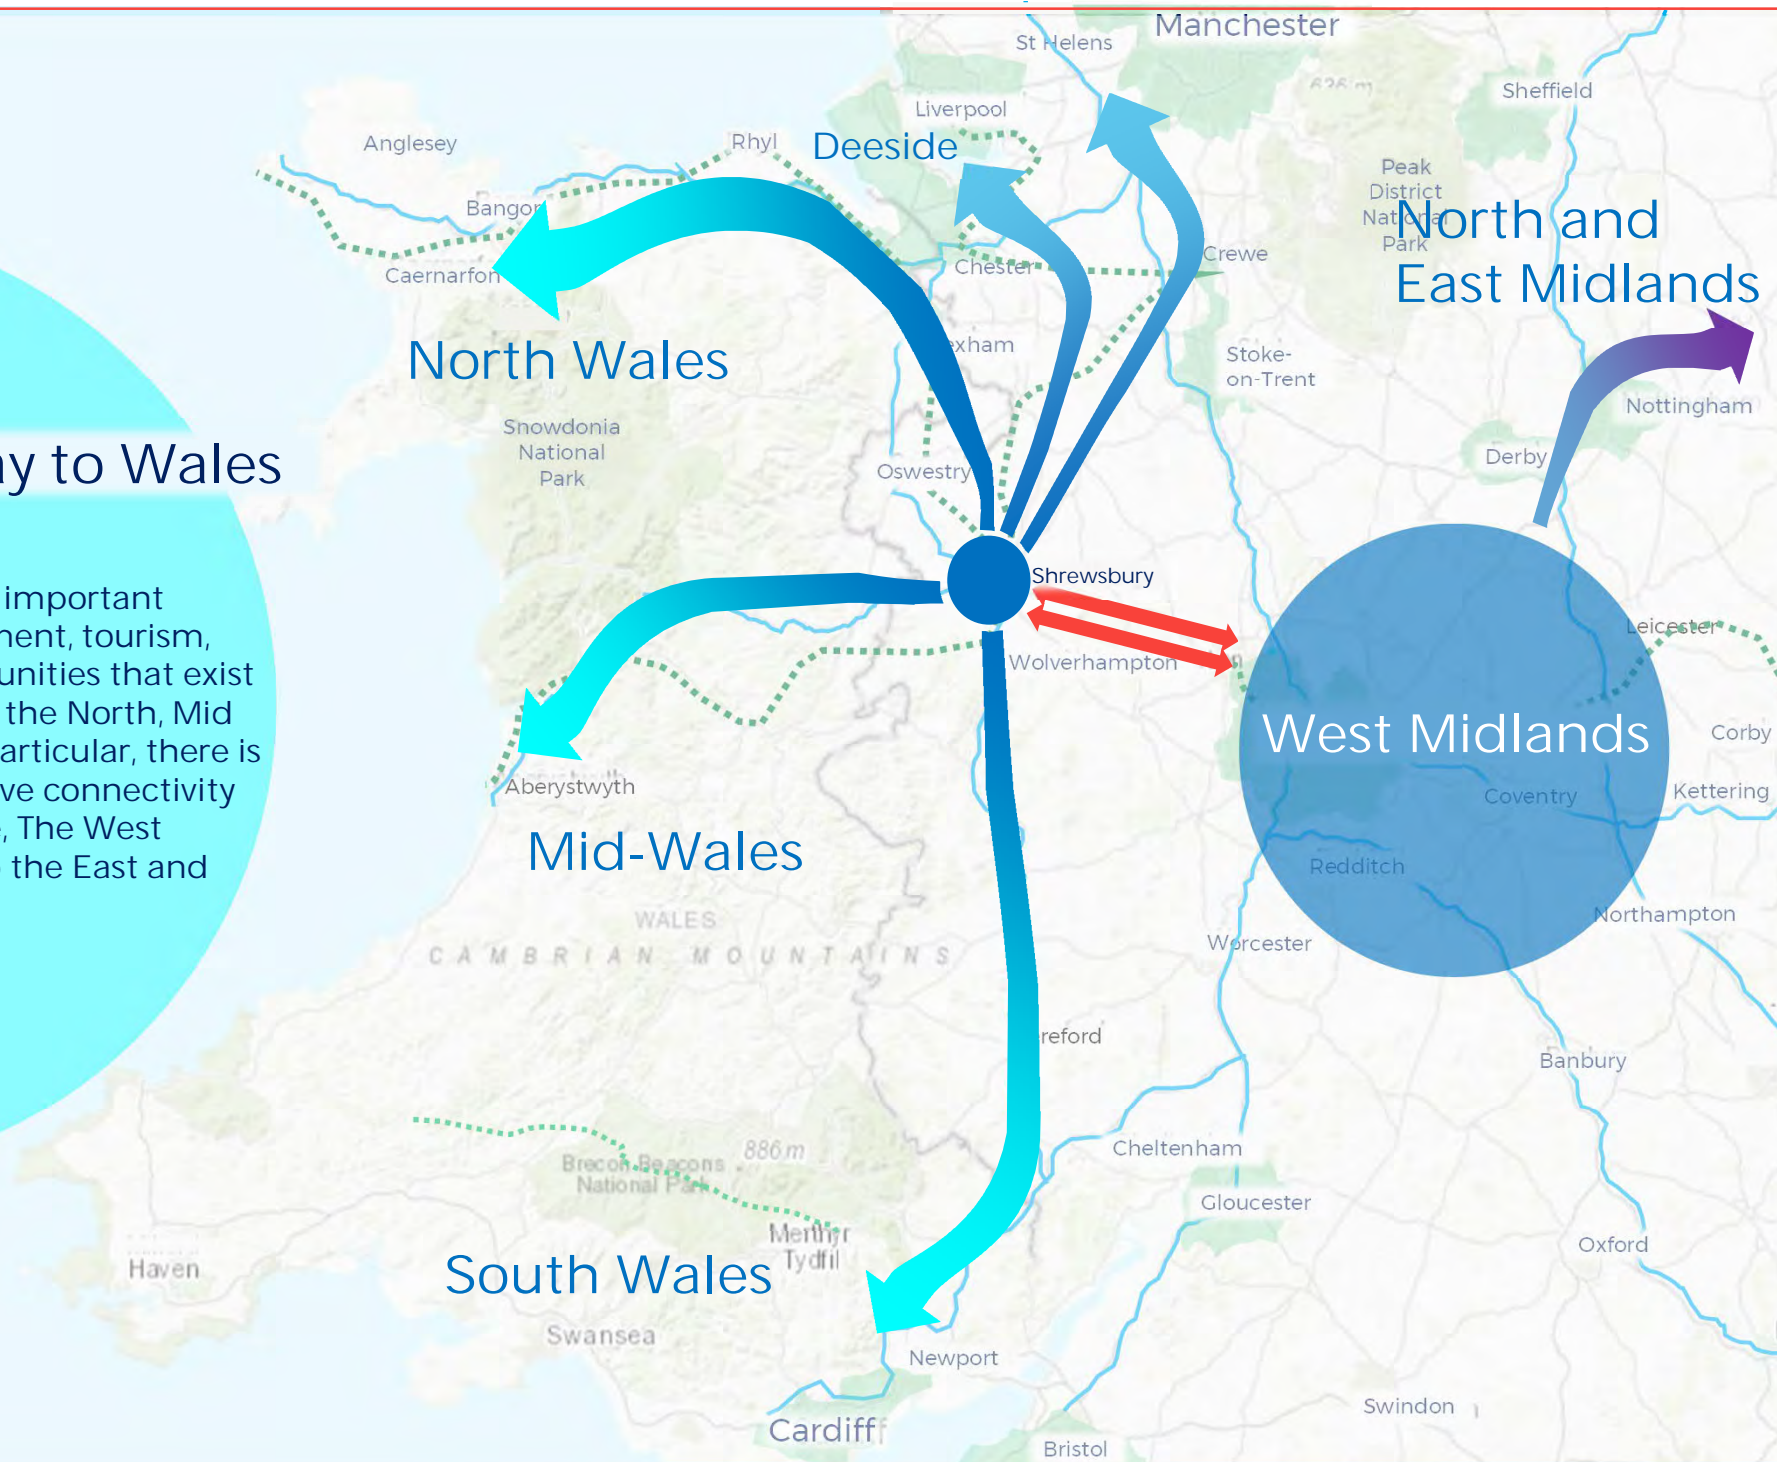 Manchester
St Helens
Sheffield
Liverpool
Anglesey
Rhyl
Deeside
Peak
District
National
Park
North and
East Midlands
Bangor
Crewe
Chester
Caernarfon
North Wales
exham
Stoke-
on-Trent
Nottingham
Snowdonia
National
Park
ay to Wales
Oswestry
Derby
Shrewsbury
important
ment, tourism,
unities that exist
the North, Mid
articular, there is
ve connectivity
, The West
the East and
Leicester
Wolverhampton
West Midlands
Corby
Aberystwyth
Coventry
Kettering
Mid-Wales
Redditch
WALES
Northampton
CAMBRIAN MOUNTAINS
Worcester
reford
Banbury
Cheltenham
886 m
Brecon Beacons
National Park
Gloucester
Merthyr
Tydfil
Oxford
Haven
South Wales
Swansea
Newport
Swindon
Cardiff
Bristol